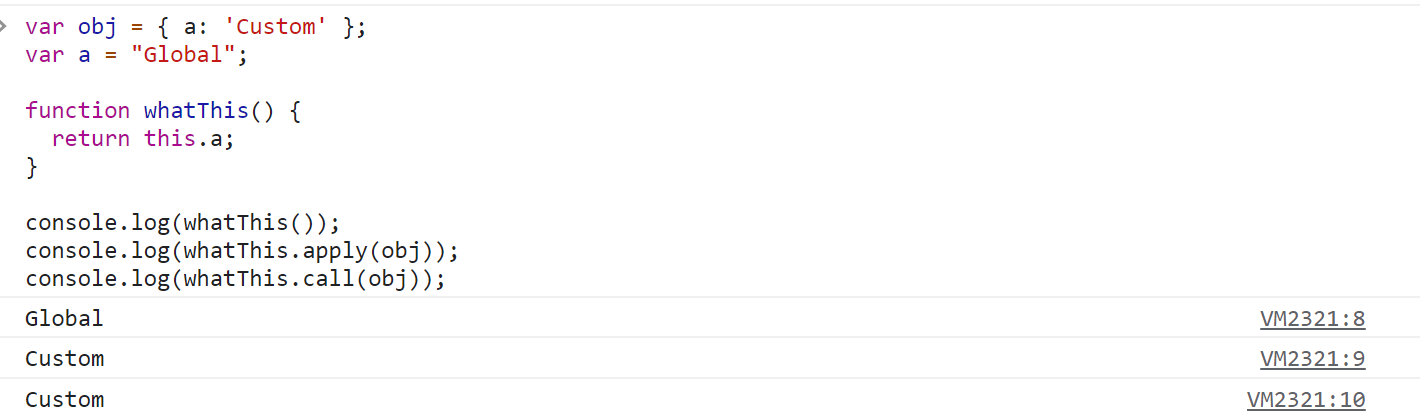 var obj = { a: 'Custom' };
var a = "Global";
function whatThis() {
  return this.a;
}
console.log(whatThis());
console.log(whatThis.apply(obj));
console.log(whatThis.call(obj));
Global VM2321:8
Custom VM2321:9
Custom VM2321:10